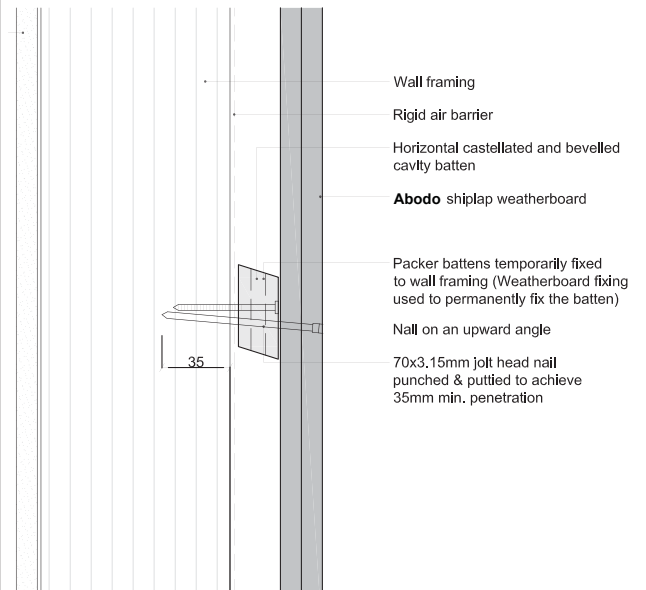 Wall framing
Rigid air barrier
Horizontal castellated and bevelled
cavity batten
Abodo shiplap weatherboard
Packer battens temporarily fixed
to wall framing (Weatherboard fixing
used to permanently fix the batten)
Nail on an upward angle
70x3.15mm jolt head nail
punched & puttied to achieve
35mm min. penetration
35